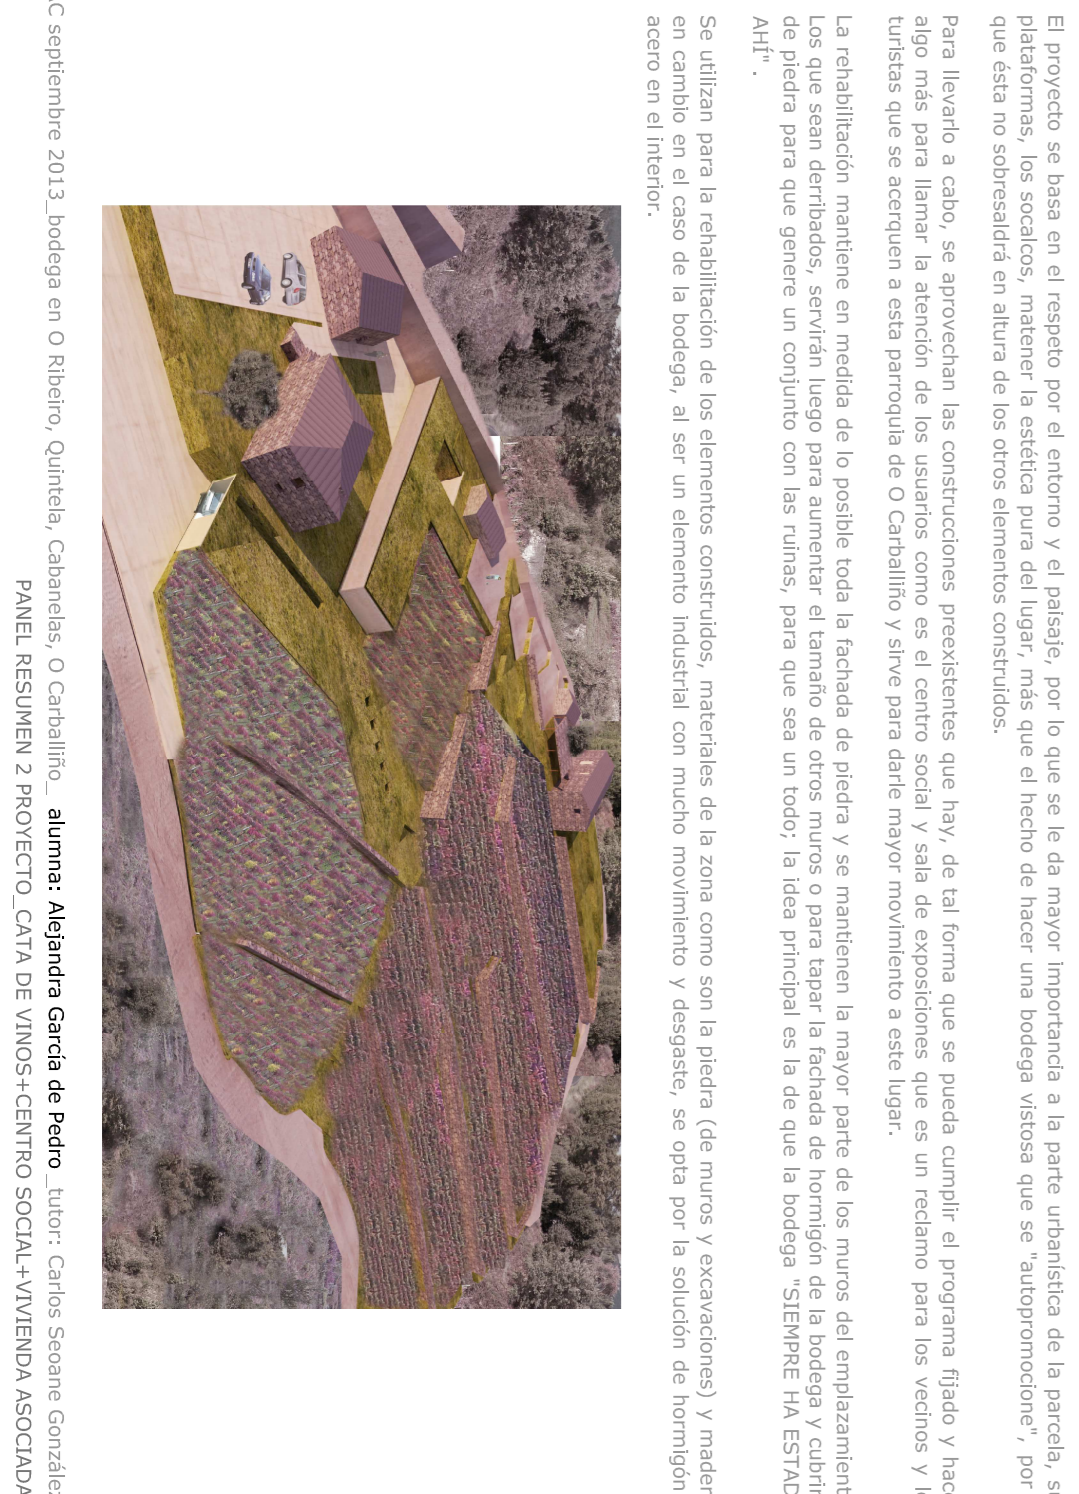 El proyecto se basa en el respeto por el entorno y el paisaje, por lo que se le da mayor importancia a la parte urbanística de la parcela,
plataformas, los socalcos, matener la estética pura del lugar, más que el hecho de hacer una bodega vistosa que se "autopromocione", por
que ésta no sobresaldrá en altura de los otros elementos construidos.
Para llevarlo a cabo, se aprovechan las construcciones preexistentes que hay, de tal forma que se pueda cumplir el programa fijado y
algo más para llamar la atención de los usuarios como es el centro social y sala de exposiciones que es un reclamo para los vecinos y
turistas que se acerquen a esta parroquia de O Carballiño y sirve para darle mayor movimiento a este lugar.
La rehabilitación mantiene en medida de lo posible toda la fachada de piedra y se mantienen la mayor parte de los muros del
Los que sean derribados, servirán luego para aumentar el tamaño de otros muros o para tapar la fachada de hormigón de la bodega y
de piedra para que genere un conjunto con las ruinas, para que sea un todo; la idea principal es la de que la bodega "SIEMPRE HA
AHÍ" .
Se utilizan para la rehabilitación de los elementos construidos, materiales de la zona como son la piedra (de muros y excavaciones) y
en cambio en el caso de la bodega, al ser un elemento industrial con mucho movimiento y desgaste, se opta por la solución de hormigón
acero en el interior.
septiembre 2013_bodega en O Ribeiro, Quintela, Cabanelas, O Carballiño_ alumna: Alejandra García de Pedro _tutor: Carlos Seoane González
PANEL RESUMEN 2 PROYECTO_CATA DE VINOS+CENTRO SOCIAL+VIVIENDA ASOCIADA